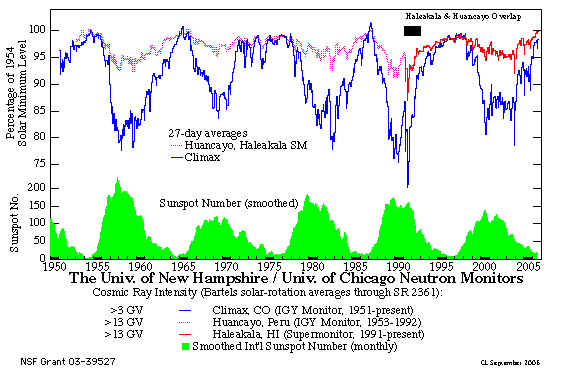 Haleakala & Huancayo Overlap
Percentage of 1954
Solar Minimum Level
100
95
90
85
80
75
27-day averages
Huancayo, Haleakala SM
Climax
Sunspot No.
200
150
100
50
0
Sunspot Number (smoothed)
1950 1955 1960 1965 1970 1975 1980 1985 1990 1995 2000 2005
The Univ. of New Hampshire / Univ. of Chicago Neutron Monitors
Cosmic Ray Intensity (Bartels solar-rotation averages through SR 2361):
>3 GV Climax, CO (IGY Monitor, 1951-present)
>13 GV Huancayo, Peru (IGY Monitor, 1953-1992)
>13 GV Haleakala, HI (Supermonitor, 1991-present)
Smoothed Int'l Sunspot Number (monthly)
NSF Grant 03-39527
CL September 2006